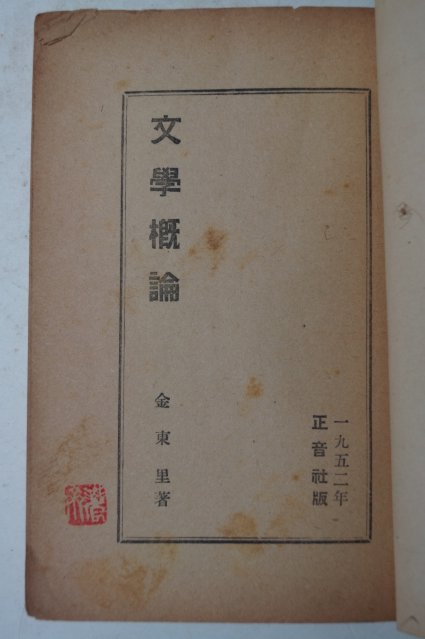 文學概論
金東里著
一九五二年
正音社版